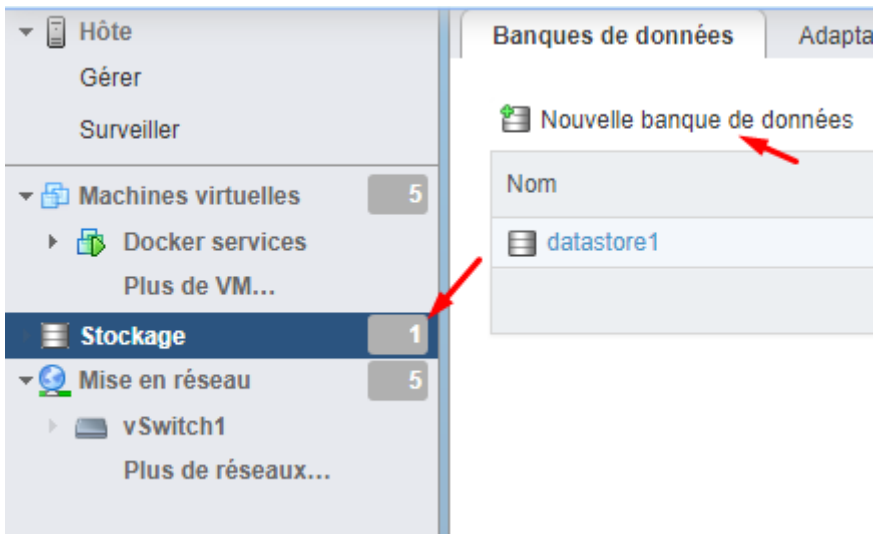 Hôte
Gérer
Surveiller
Machines virtuelles 5
Docker services
Plus de VM...
Stockage 1
Mise en réseau 5
vSwitch1
Plus de réseaux...
Banques de données Adapta
Nouvelle banque de données
Nom
datastore1